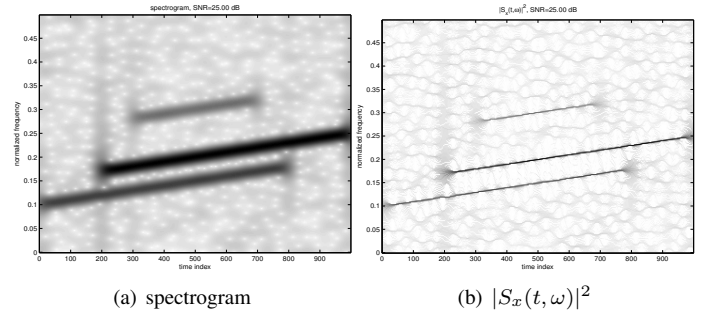 spectrogram, SNR=25.00 dB
normalized frequency
0.45
0.4
0.35
0.3
0.25
0.2
0.15
0.1
0.05
0
0 100 200 300 400 500 600 700 800 900
time index
(a) spectrogram
|S_x(t,ω)|², SNR=25.00 dB
normalized frequency
0.45
0.4
0.35
0.3
0.25
0.2
0.15
0.1
0.05
0
0 100 200 300 400 500 600 700 800 900
time index
(b) |S_x(t, ω)|²